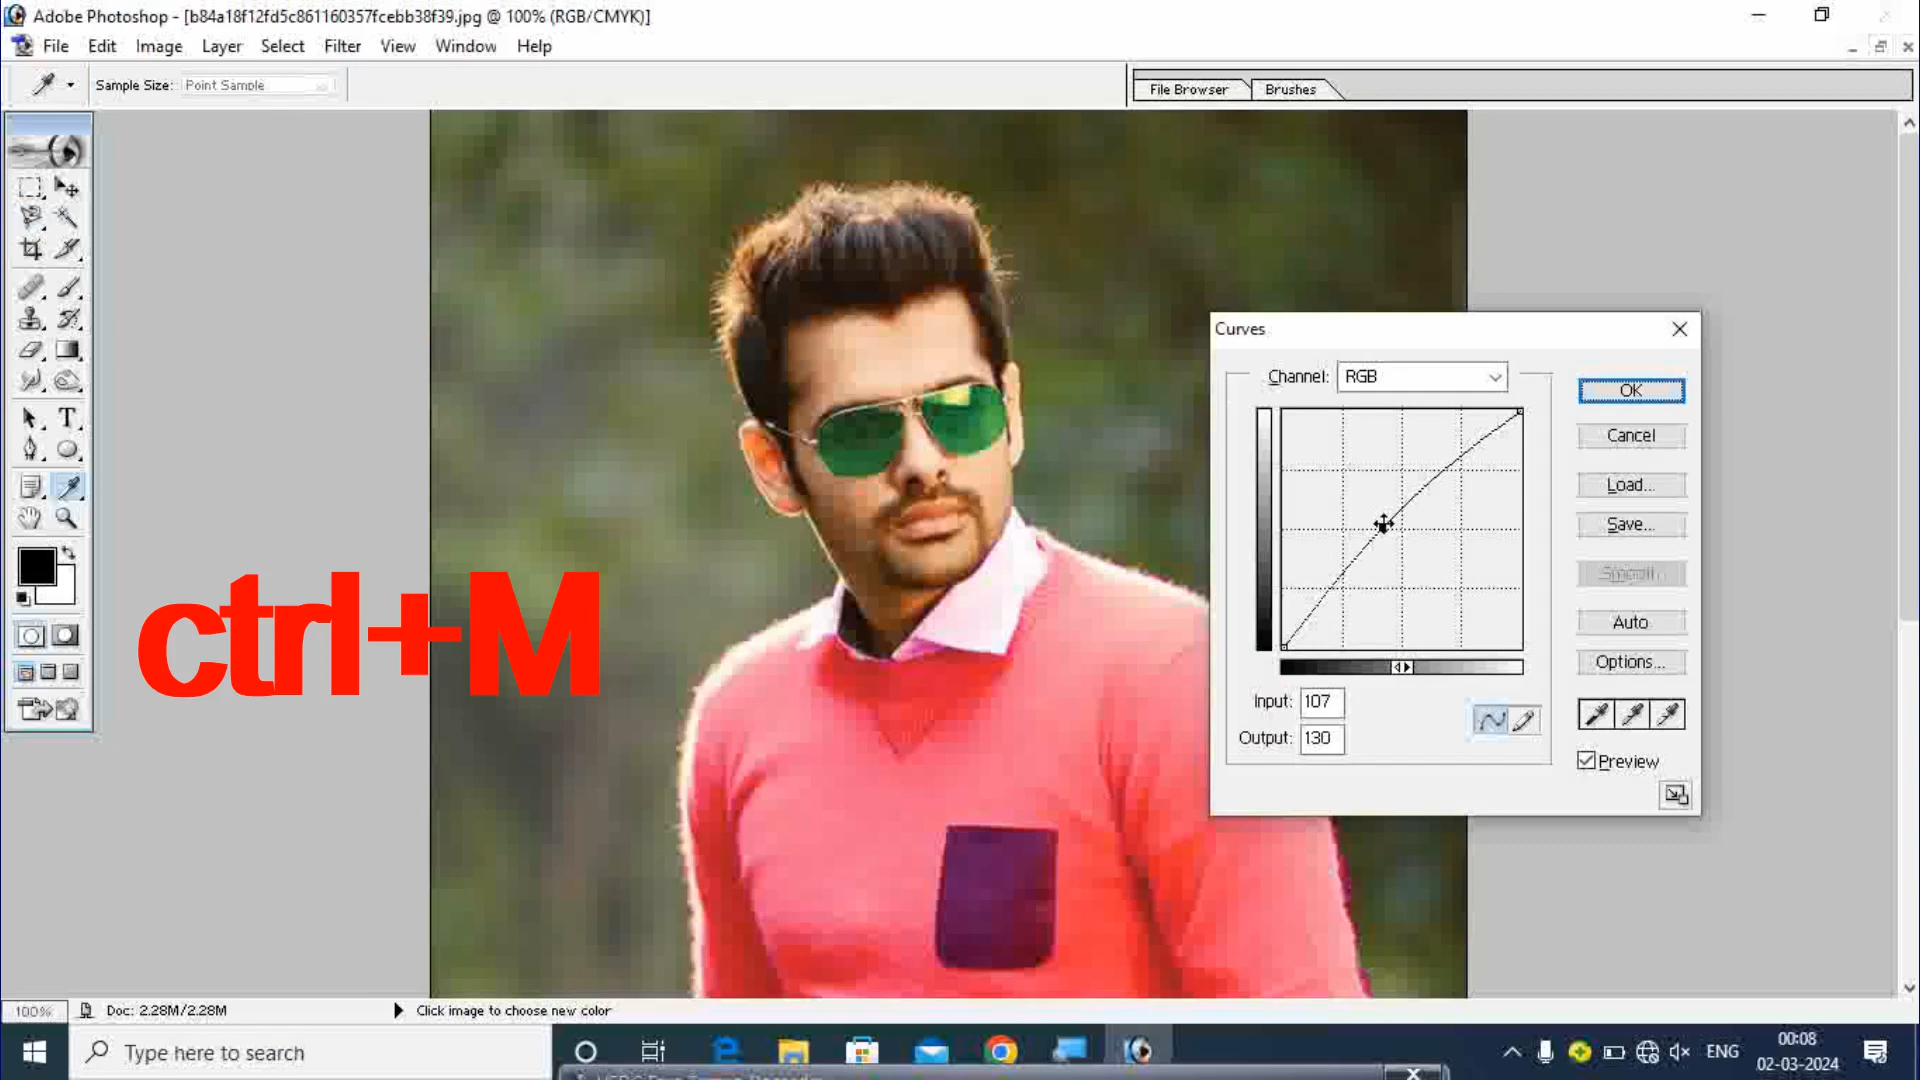 Adobe Photoshop - [b84a18f12fd5c861160357fcebb38f39.jpg @ 100% (RGB/CMYK)]
File Edit Image Layer Select Filter View Window Help
Sample Size: Point Sample
File Browser Brushes
Curves
Channel: RGB
OK
Cancel
Load...
Save...
Smooth...
Auto
Options...
Input: 107
Output: 130
Preview
T
ctrl+M
100% Doc: 2.28M/2.28M Click image to choose new color
Type here to search
ENG
00:08
02-03-2024